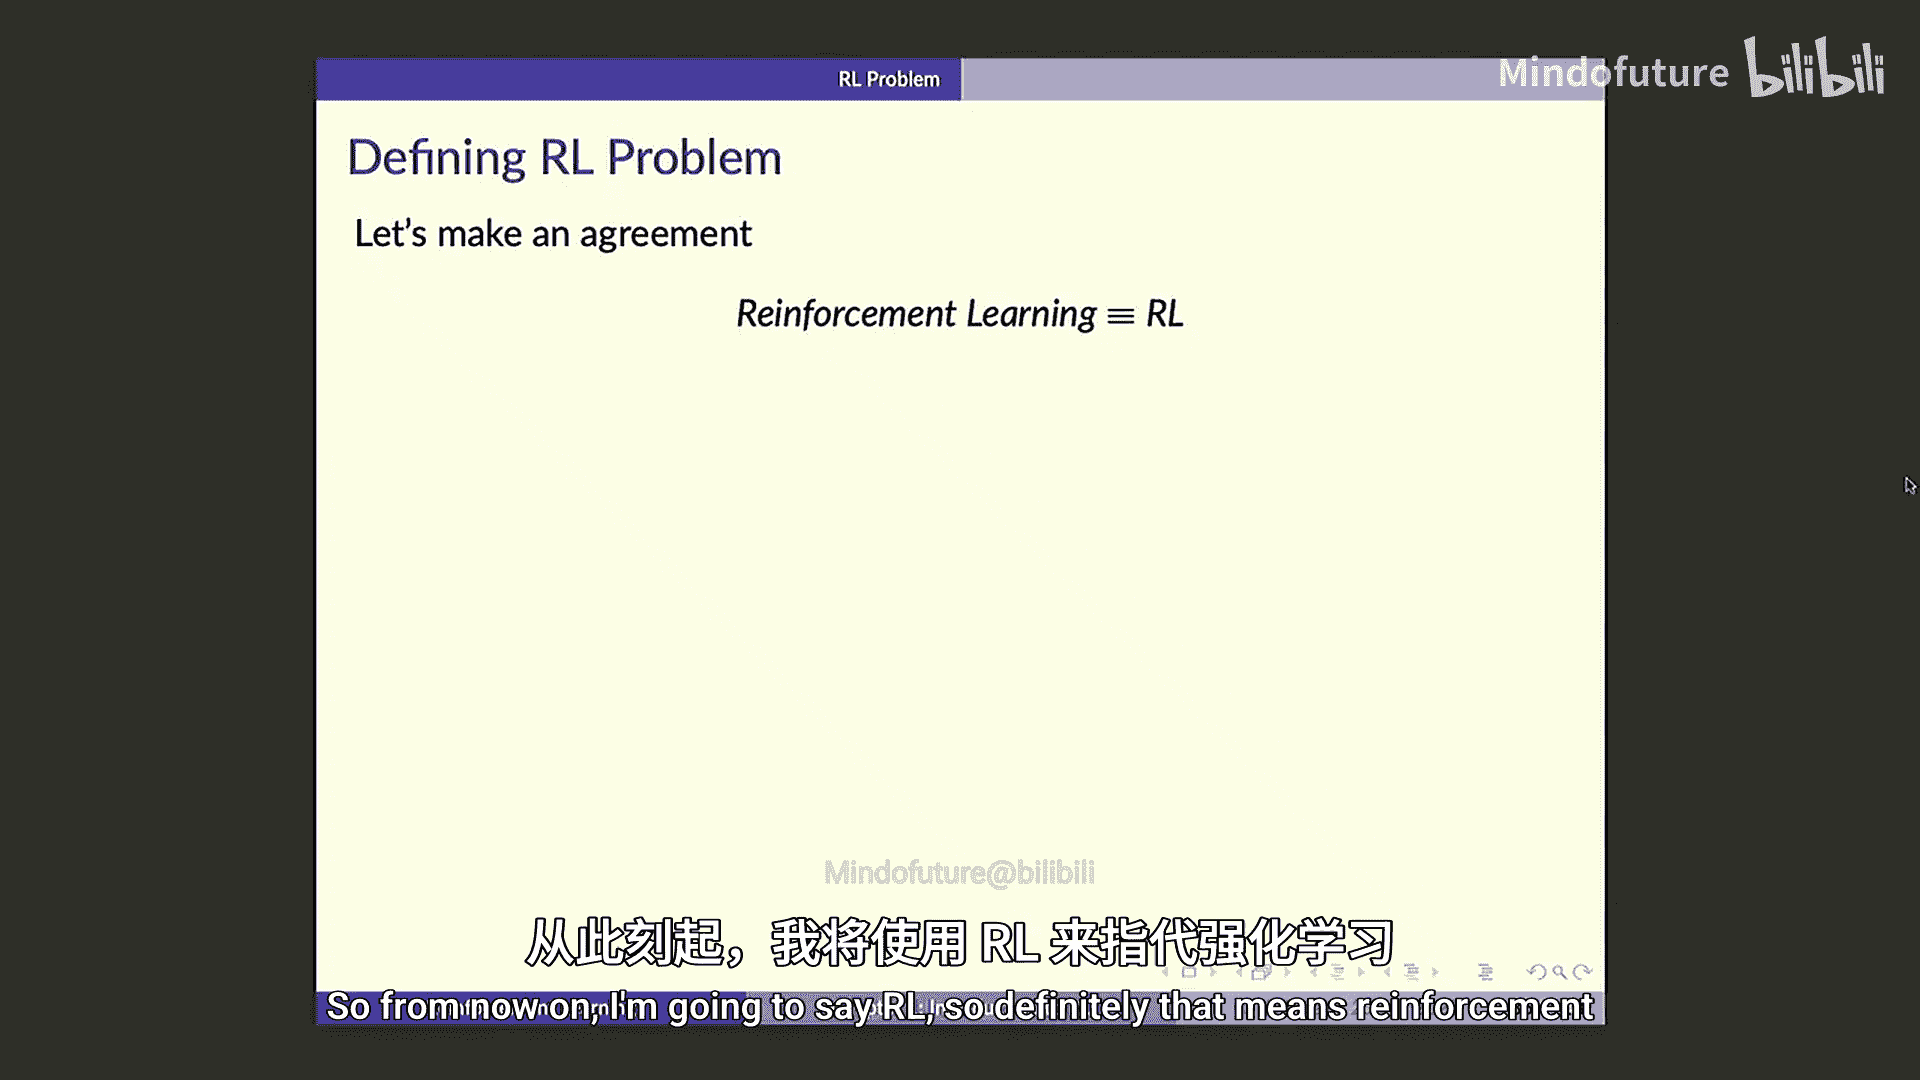 RL Problem
Mindofuture bilibili
Defining RL Problem
Let's make an agreement
Reinforcement Learning ≡ RL
Mindofuture@bilibili
从此刻起，我将使用 RL 来指代强化学习
So from now on, I'm going to say RL, so definitely that means reinforcement